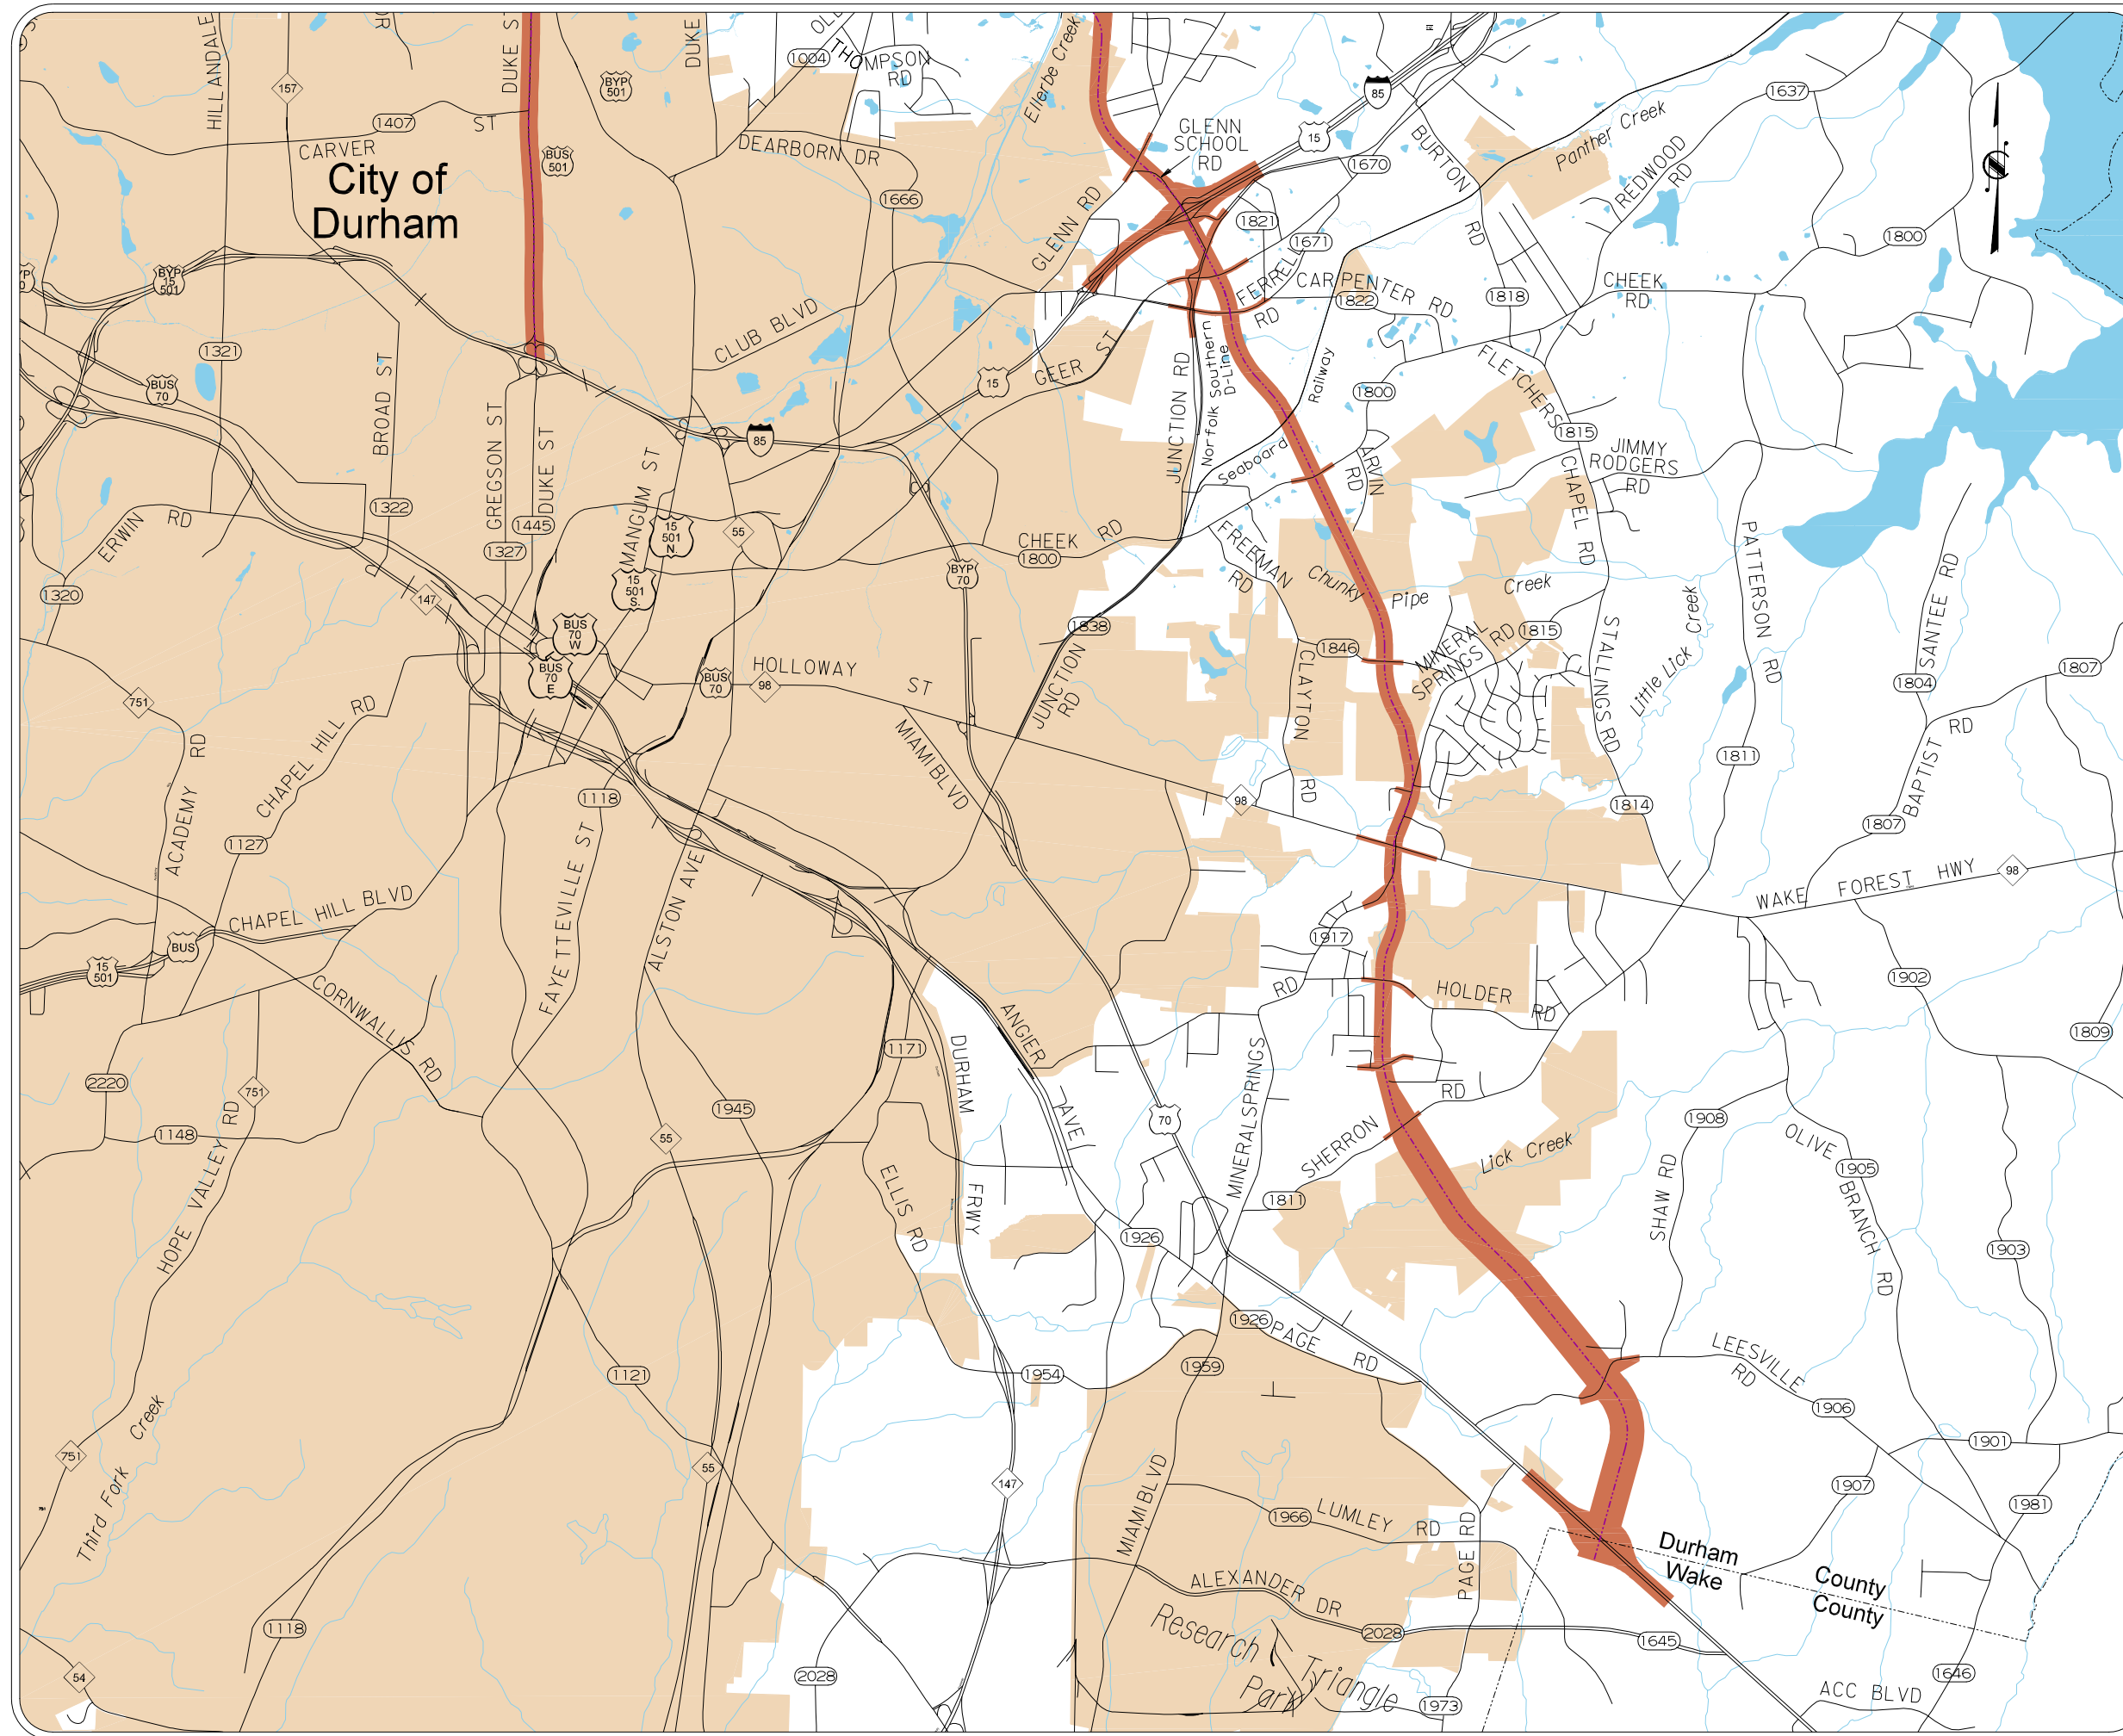 HILLANDALE
157
DUKE ST
BYP
501
DUKE
OLD
1004
THOMPSON
RD
Ellerbe Creek
GLENN
SCHOOL
RD
15
85
1637
1407
ST
CARVER
BUS
501
DEARBORN DR
1666
1670
BURTON
RD
Panther Creek
REDWOOD
RD
City of
Durham
GLENN RD
1821
1671
FERRELL
RD
CARPENTER RD
1822
1818
CHEEK
RD
1800
BYP
15
501
1321
BUS
70
BROAD ST
CLUB BLVD
15
GEER ST
JUNCTION RD
Norfolk Southern
D-Line
Seaboard
Railway
1800
FLETCHERS
1815
CHAPEL RD
JIMMY
RODGERS
RD
85
GREGSON ST
DUKE ST
MANGUM ST
1322
1445
1327
15
501
N.
55
ERWIN
RD
1320
147
15
501
S.
CHEEK
RD
1800
BYP
70
FREEMAN
RD
ARVIN
RD
Chunky
Pipe
Creek
PATTERSON
RD
SANTEE RD
BUS
70
W
BUS
70
E
1838
JUNCTION
RD
HOLLOWAY
ST
BUS
70
98
1846
CLAYTON
RD
MINERAL
SPRINGS RD
1815
STALLINGS RD
Little Lick Creek
1804
1807
751
ACADEMY RD
CHAPEL HILL RD
1127
1118
MIAMI BLVD
98
1811
1814
BAPTIST
RD
1807
CHAPEL HILL BLVD
FAYETTEVILLE ST
ALSTON AVE
WAKE FOREST HWY
98
BUS
15
501
CORNWALLIS RD
1917
RD
HOLDER
RD
1902
1809
ANGIER
AVE
1171
DURHAM
FRWY
2220
751
1148
HOPE VALLEY RD
1945
55
ELLIS RD
70
MINERAL SPRINGS
SHERRON
RD
1811
Lick Creek
1908
SHAW RD
OLIVE
1905
BRANCH
RD
1903
1926
1926
PAGE RD
1959
1954
1121
LEESVILLE
RD
1906
1901
1907
1981
Third Fork
Creek
751
55
147
MIAMI BLVD
1966
LUMLEY RD
PAGE RD
Durham
Wake
County
County
ALEXANDER DR
2028
1645
1646
Research
Triangle
Park
1118
54
2028
1973
ACC BLVD